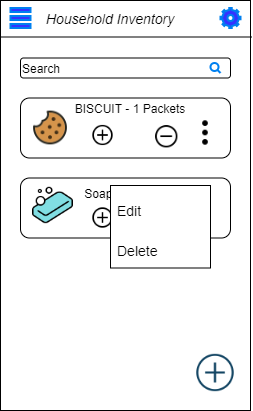 Household Inventory
Search
BISCUIT - 1 Packets
Soap
Edit
Delete